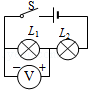 S
L₁ L₂
− V +